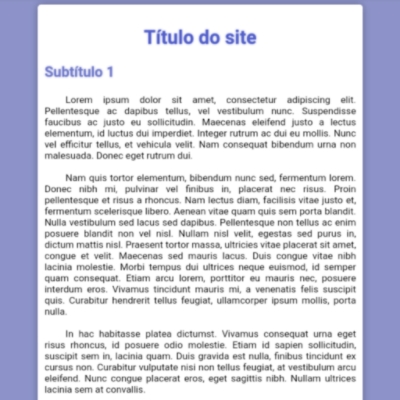 Título do site
Subtítulo 1
Lorem ipsum dolor sit amet, consectetur adipiscing elit.
Pellentesque ac dapibus tellus, vel vestibulum nunc. Suspendisse
faucibus ac justo eu sollicitudin. Maecenas eleifend justo a lectus
elementum, id luctus dui imperdiet. Integer rutrum ac dui eu mollis. Nunc
vel efficitur tellus, et vehicula velit. Nam consequat bibendum urna non
malesuada. Donec eget rutrum dui.
Nam quis tortor elementum, bibendum nunc sed, fermentum lorem.
Donec nibh mi, pulvinar vel finibus in, placerat nec risus. Proin
pellentesque et risus a rhoncus. Nam lectus diam, facilisis vitae justo et,
fermentum scelerisque libero. Aenean vitae quam quis sem porta blandit.
Nulla vestibulum sed lacus sed dapibus. Pellentesque non tellus ac enim
posuere blandit non vel nisl. Nullam nisl velit, egestas sed purus in,
dictum mattis nisl. Praesent tortor massa, ultricies vitae placerat sit amet,
congue et velit. Maecenas sed mauris lacus. Duis congue vitae nibh
lacinia molestie. Morbi tempus dui ultrices neque euismod, id semper
quam consequat. Etiam arcu lorem, porttitor eu mauris nec, posuere
interdum eros. Vivamus tincidunt mauris mi, a venenatis felis suscipit
quis. Curabitur hendrerit tellus feugiat, ullamcorper ipsum mollis, porta
nulla.
In hac habitasse platea dictumst. Vivamus consequat urna eget
risus rhoncus, id posuere odio molestie. Etiam id sapien sollicitudin,
suscipit sem in, lacinia quam. Duis gravida est nulla, finibus tincidunt ex
cursus non. Curabitur vulputate nisi non tellus feugiat, at vestibulum arcu
eleifend. Nunc congue placerat eros, eget sagittis nibh. Nullam ultrices
lacinia sem at convallis.